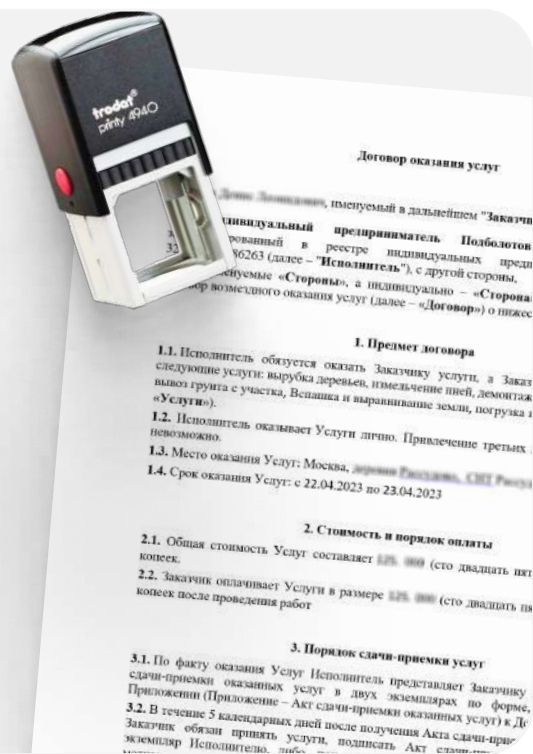 trodat®
printy 4940
Договор оказания услуг
, именуемый в дальнейшем "Заказчи
дивидуальный предприниматель Подболотов
рованный в реестре индивидуальных предп
32 86263 (далее – "Исполнитель"), с другой стороны,
енуемые «Стороны», а индивидуально – «Сторона
ор возмездного оказания услуг (далее – «Договор») о нижес
1. Предмет договора
1.1. Исполнитель обязуется оказать Заказчику услуги, а Заказ
следующие услуги: вырубка деревьев, измельчение пней, демонтаж
вывоз грунта с участка, Вспашка и выравнивание земли, погрузка и
«Услуги»).
1.2. Исполнитель оказывает Услуги лично. Привлечение третьих
невозможно.
1.3. Место оказания Услуг: Москва,
1.4. Срок оказания Услуг: с 22.04.2023 по 23.04.2023
2. Стоимость и порядок оплаты
2.1. Общая стоимость Услуг составляет (сто двадцать пят
копеек.
2.2. Заказчик оплачивает Услуги в размере (сто двадцать пя
копеек после проведения работ
3. Порядок сдачи-приемки услуг
3.1. По факту оказания Услуг Исполнитель представляет Заказчику
сдачи-приемки оказанных услуг в двух экземплярах по форме,
Приложении (Приложение – Акт сдачи-приемки оказанных услуг) к До
3.2. В течение 5 календарных дней после получения Акта сдачи-прие
Заказчик обязан принять услуги, подписать Акт
экземпляр Исполнителю, либо